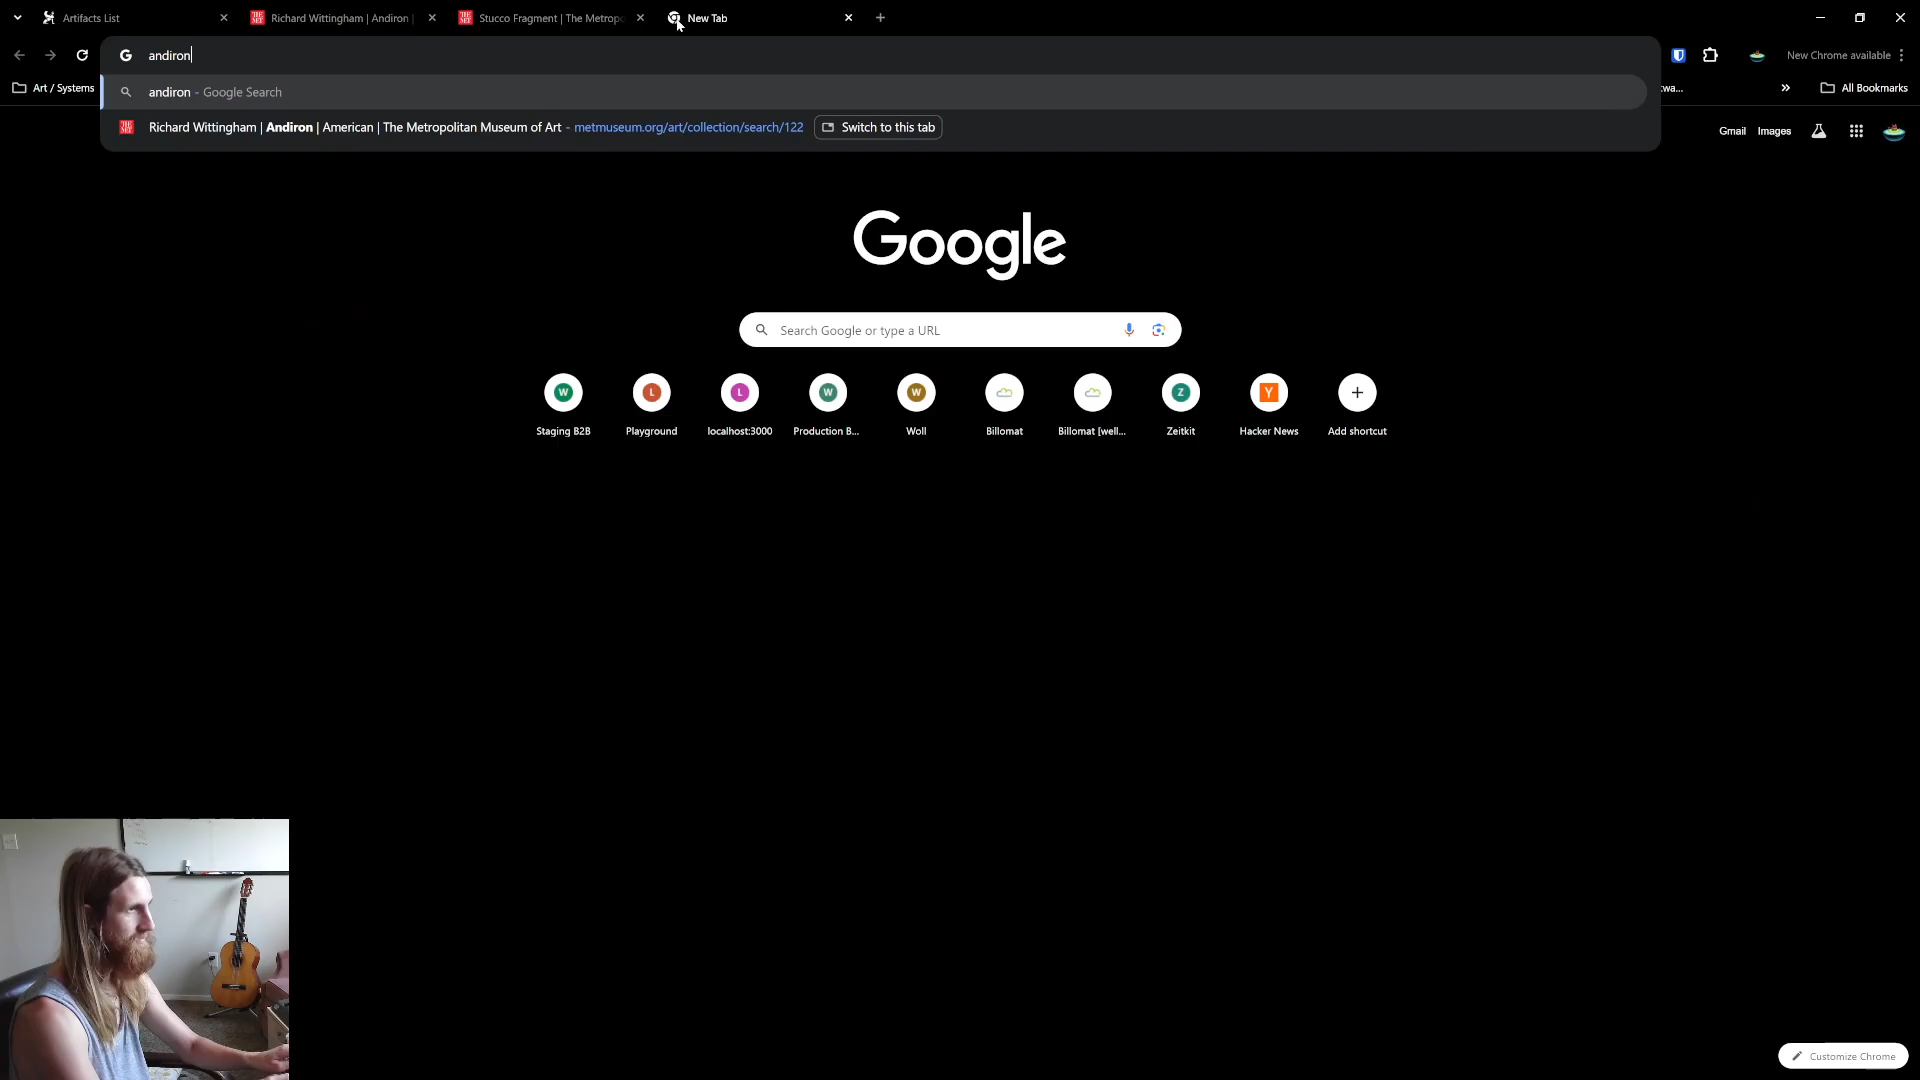 Artifacts List
Richard Wittingham | Andiron |
Stucco Fragment | The Metropo
New Tab
andiron
New Chrome available
Art / Systems
andiron - Google Search
:wa...
All Bookmarks
Richard Wittingham | Andiron | American | The Metropolitan Museum of Art - metmuseum.org/art/collection/search/122
Switch to this tab
Gmail
Images
Google
Search Google or type a URL
W
L
L
W
W
Z
Y
Staging B2B
Playground
localhost:3000
Production B...
Woll
Billomat
Billomat [well...
Zeitkit
Hacker News
Add shortcut
Customize Chrome